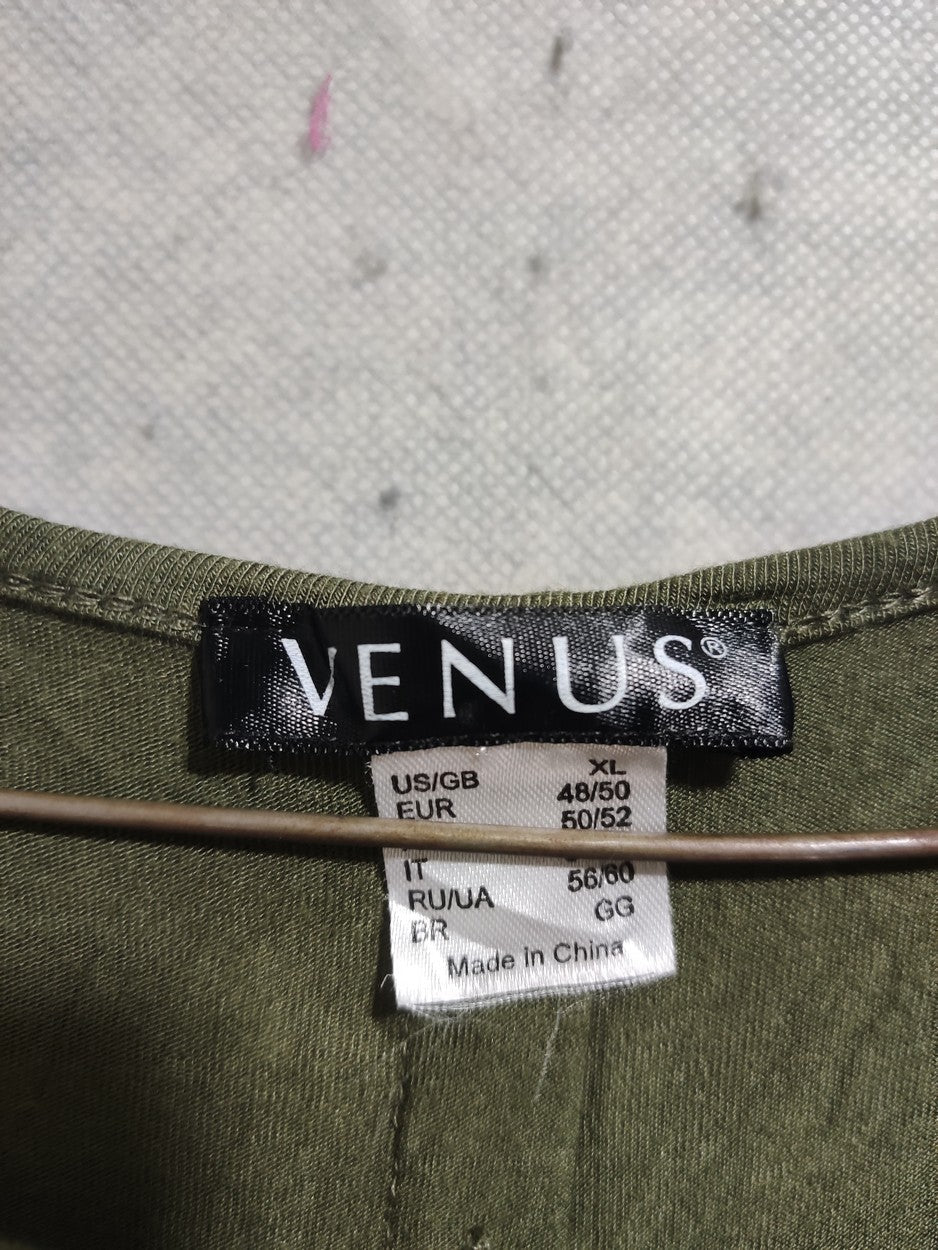 VENUS®
US/GB XL
EUR 48/50
50/52
IT
RU/UA 56/60
BR GG
Made in China